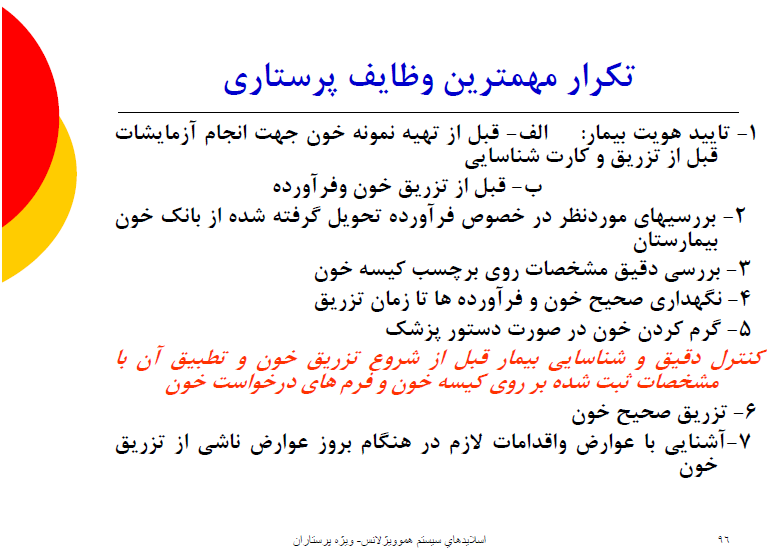 تکرار مهمترین وظایف پرستاری
۱- تایید هویت بیمار: الف- قبل از تهیه نمونه خون جهت انجام آزمایشات
قبل از تزریق و کارت شناسایی
ب- قبل از تزریق خون وفرآورده
۲- بررسیهای موردنظر در خصوص فرآورده تحویل گرفته شده از بانک خون
بیمارستان
۳- بررسی دقیق مشخصات روی برچسب کیسه خون
۴- نگهداری صحیح خون و فرآورده ها تا زمان تزریق
۵- گرم کردن خون در صورت دستور پزشک
کنترل دقیق و شناسایی بیمار قبل از شروع تزریق خون و تطبیق آن با
مشخصات ثبت شده بر روی کیسه خون و فرم های درخواست خون
۶- تزریق صحیح خون
۷-آشنایی با عوارض واقدامات لازم در هنگام بروز عوارض ناشی از تزریق
خون
اسلايدهاي سيستم هموويژلانس- ويژه پرستاران
۹۶